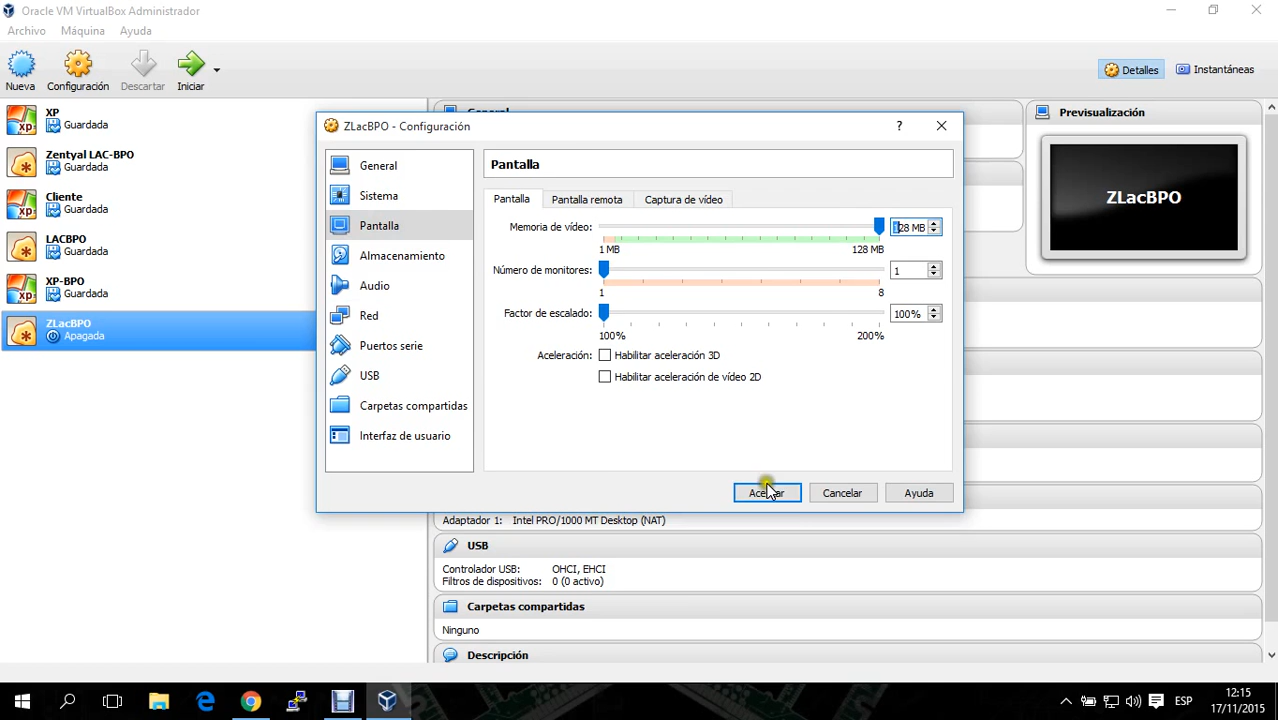 Oracle VM VirtualBox Administrador
Archivo Máquina Ayuda
Nueva Configuración Descartar Iniciar
Detalles Instantáneas
XP
Guardada
Zentyal LAC-BPO
Guardada
Cliente
Guardada
LACBPO
Guardada
XP-BPO
Guardada
ZLacBPO
Apagada
General
Previsualización
ZLacBPO
ZLacBPO - Configuración
?
General
Sistema
Pantalla
Almacenamiento
Audio
Red
Puertos serie
USB
Carpetas compartidas
Interfaz de usuario
Pantalla
Pantalla Pantalla remota Captura de vídeo
Memoria de vídeo: 128 MB
1 MB 128 MB
Número de monitores: 1
1 8
Factor de escalado: 100%
100% 200%
Aceleración: Habilitar aceleración 3D
Habilitar aceleración de vídeo 2D
Aceptar Cancelar Ayuda
Adaptador 1: Intel PRO/1000 MT Desktop (NAT)
USB
Controlador USB: OHCI, EHCI
Filtros de dispositivos: 0 (0 activo)
Carpetas compartidas
Ninguno
Descripción
ESP
12:15
17/11/2015